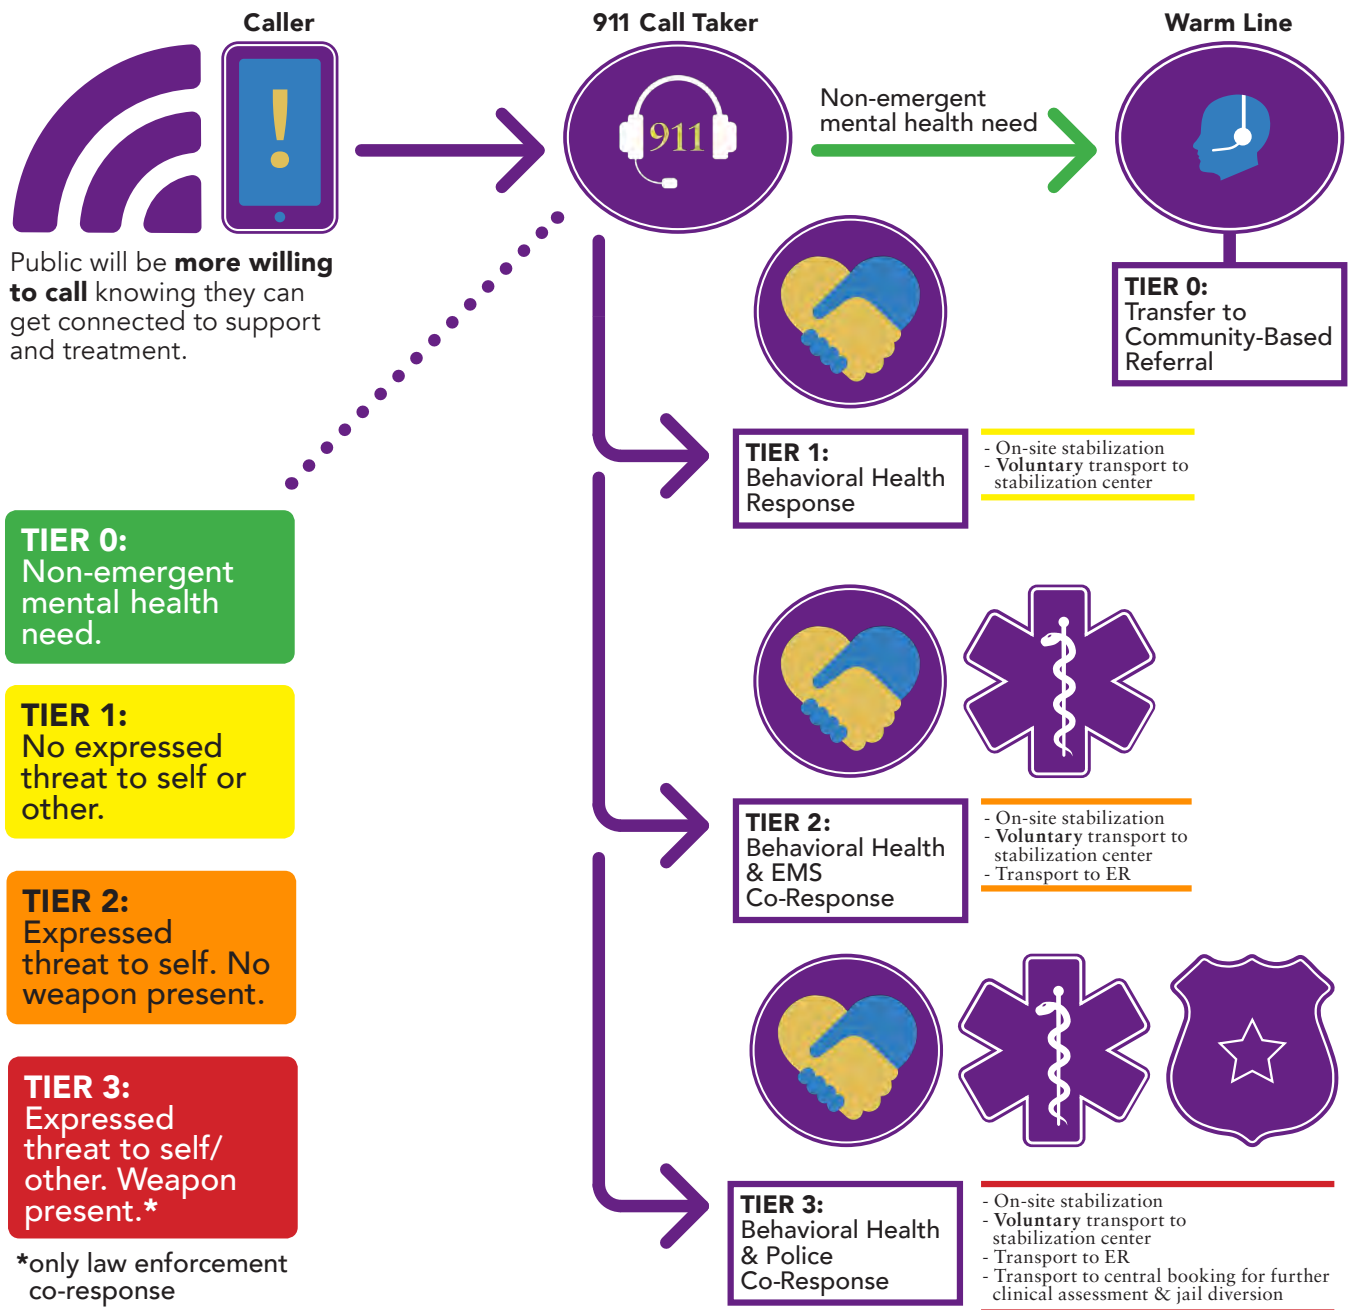 Caller
911 Call Taker
Warm Line
911
Non-emergent
mental health need
Public will be more willing
to call knowing they can
get connected to support
and treatment.
TIER 0:
Transfer to
Community-Based
Referral
TIER 1:
Behavioral Health
Response
- On-site stabilization
- Voluntary transport to
stabilization center
TIER 0:
Non-emergent
mental health
need.
TIER 1:
No expressed
threat to self or
other.
TIER 2:
Expressed
threat to self. No
weapon present.
TIER 3:
Expressed
threat to self/
other. Weapon
present.*
*only law enforcement
co-response
TIER 2:
Behavioral Health
& EMS
Co-Response
- On-site stabilization
- Voluntary transport to
stabilization center
- Transport to ER
TIER 3:
Behavioral Health
& Police
Co-Response
- On-site stabilization
- Voluntary transport to
stabilization center
- Transport to ER
- Transport to central booking for further
clinical assessment & jail diversion